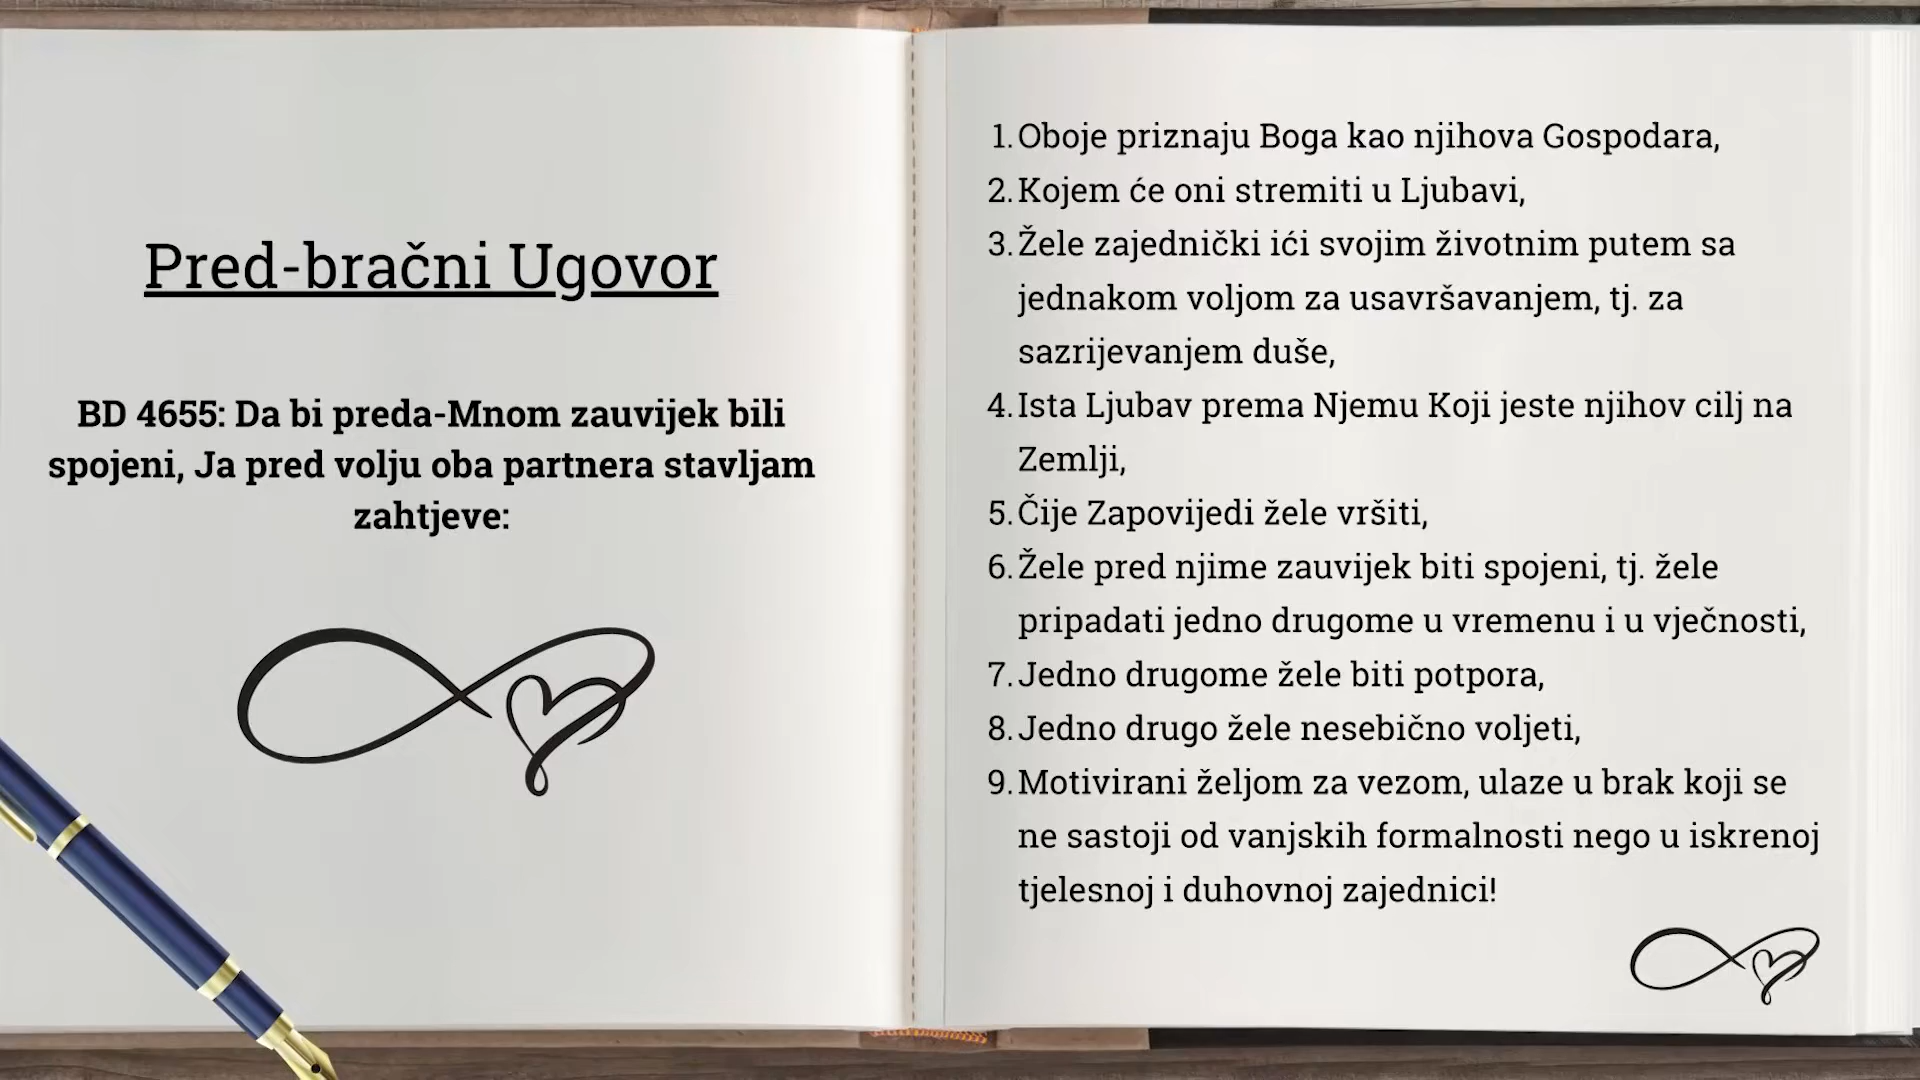 Pred-bračni Ugovor
BD 4655: Da bi preda-Mnom zauvijek bili
spojeni, Ja pred volju oba partnera stavljam
zahtjeve:
1. Oboje priznaju Boga kao njihova Gospodara,
2. Kojem će oni stremiti u Ljubavi,
3. Žele zajednički ići svojim životnim putem sa
jednakom voljom za usavršavanjem, tj. za
sazrijevanjem duše,
4. Ista Ljubav prema Njemu Koji jeste njihov cilj na
Zemlji,
5. Čije Zapovijedi žele vršiti,
6. Žele pred njime zauvijek biti spojeni, tj. žele
pripadati jedno drugome u vremenu i u vječnosti,
7. Jedno drugome žele biti potpora,
8. Jedno drugo žele nesebično voljeti,
9. Motivirani željom za vezom, ulaze u brak koji se
ne sastoji od vanjskih formalnosti nego u iskrenoj
tjelesnoj i duhovnoj zajednici!